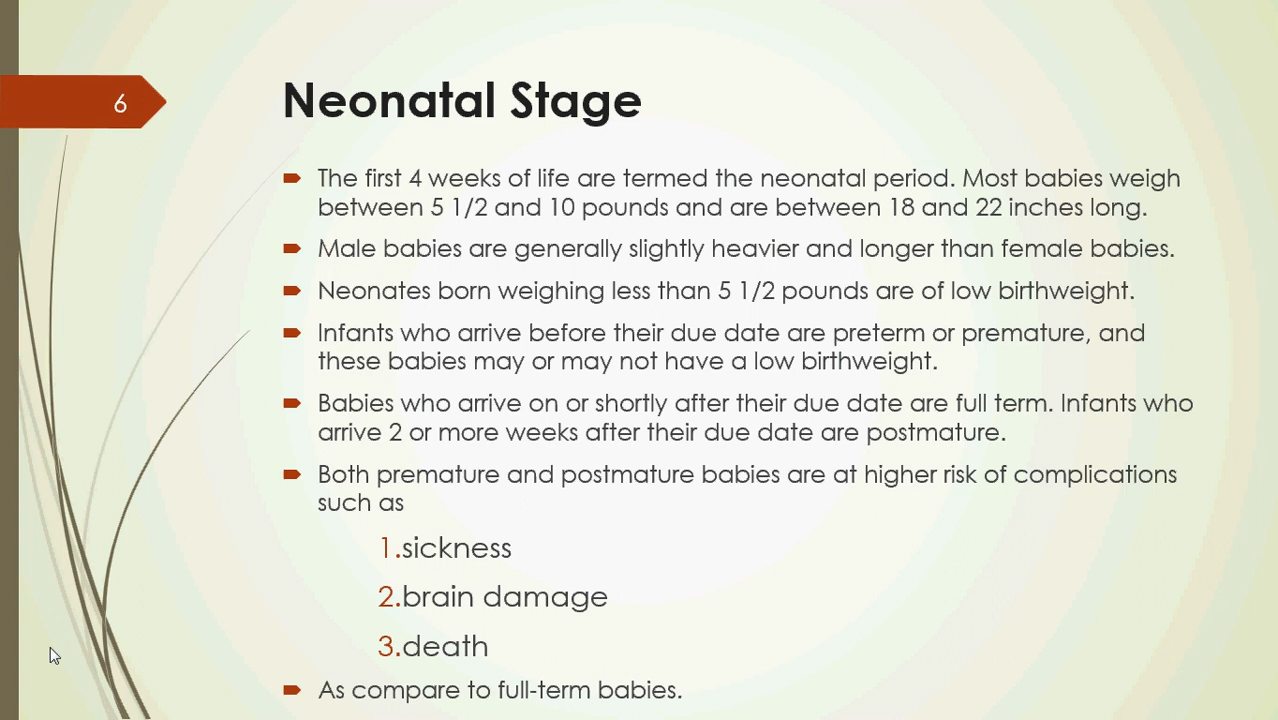 6
Neonatal Stage
The first 4 weeks of life are termed the neonatal period. Most babies weigh
between 5 1/2 and 10 pounds and are between 18 and 22 inches long.
Male babies are generally slightly heavier and longer than female babies.
Neonates born weighing less than 5 1/2 pounds are of low birthweight.
Infants who arrive before their due date are preterm or premature, and
these babies may or may not have a low birthweight.
Babies who arrive on or shortly after their due date are full term. Infants who
arrive 2 or more weeks after their due date are postmature.
Both premature and postmature babies are at higher risk of complications
such as
1.sickness
2.brain damage
3.death
As compare to full-term babies.